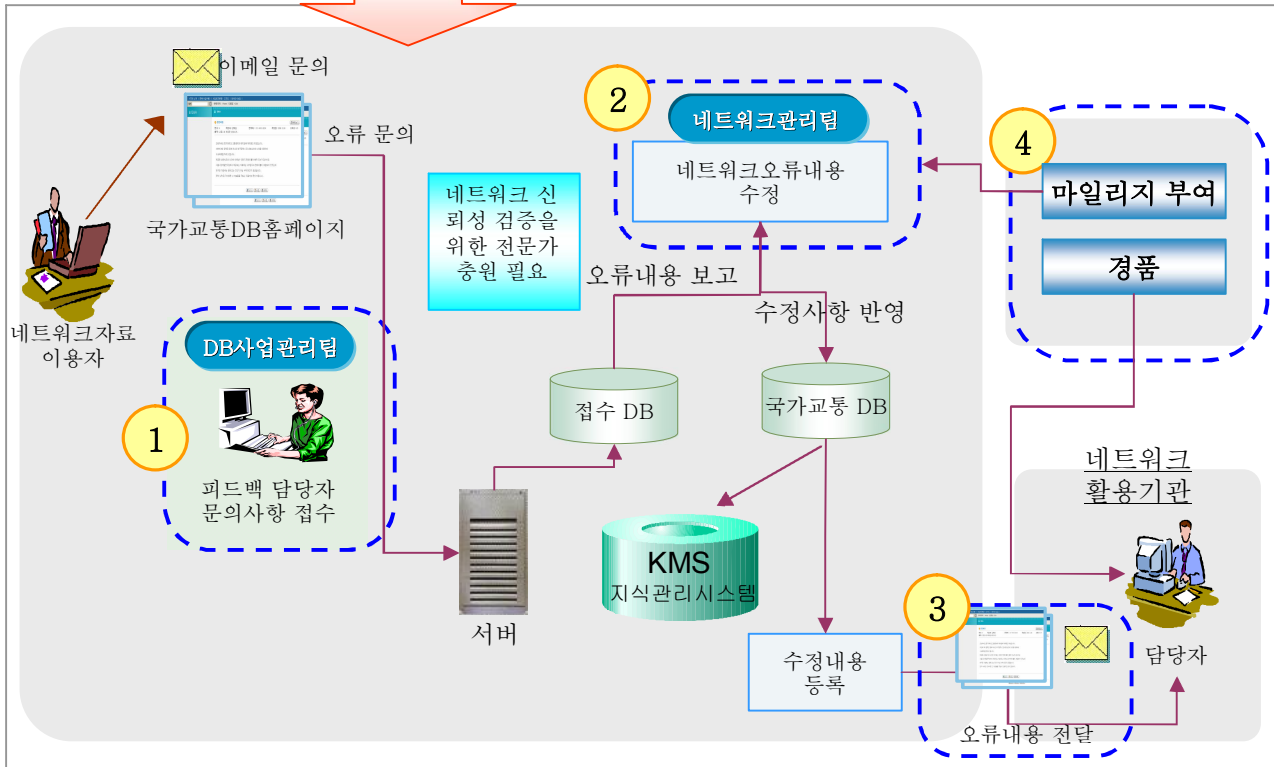 이메일 문의
오류 문의
국가교통DB홈페이지
네트워크자료
이용자
1
DB사업관리팀
피드백 담당자
문의사항 접수
2
네트워크관리팀
네트워크오류내용
수정
네트워크 신
뢰성 검증을
위한 전문가
충원 필요
오류내용 보고
수정사항 반영
접수 DB
국가교통 DB
서버
KMS
지식관리시스템
수정내용
등록
3
오류내용 전달
4
마일리지 부여
경품
네트워크
활용기관
담당자